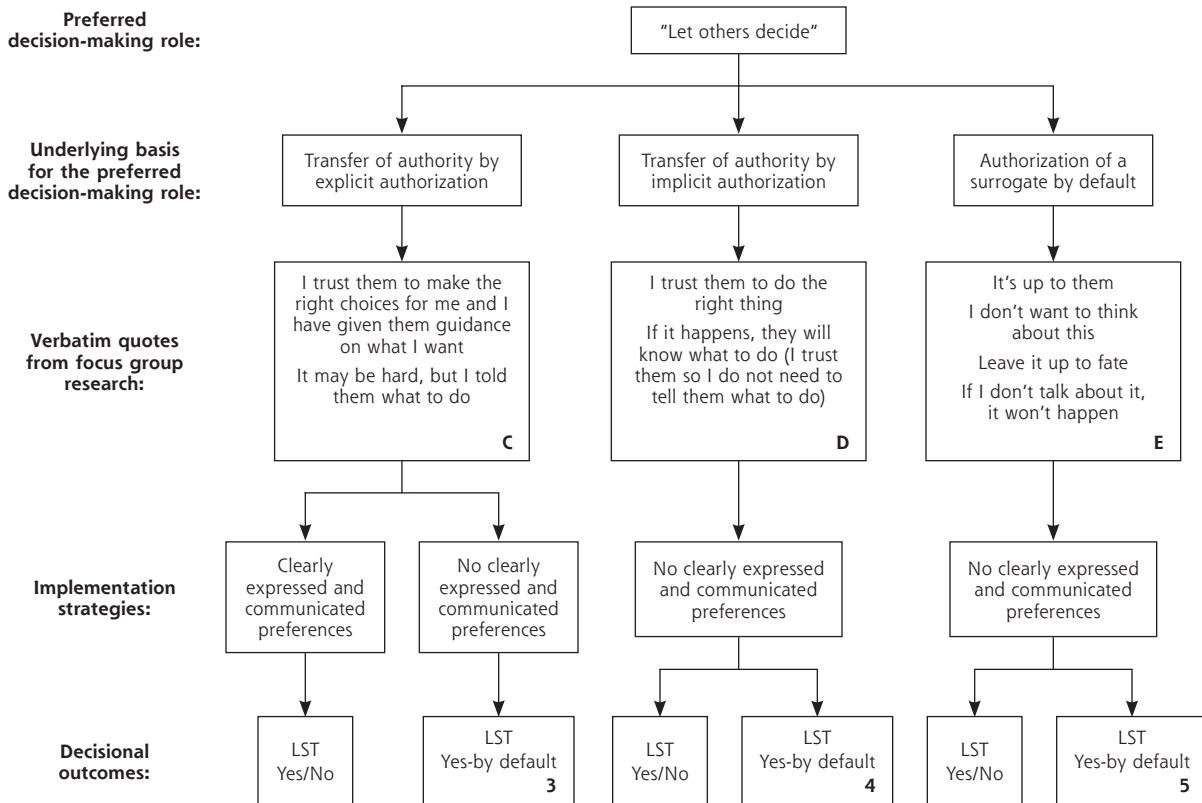 Preferred
decision-making role:
“Let others decide“
Underlying basis
for the preferred
decision-making role:
Transfer of authority by
explicit authorization
Transfer of authority by
implicit authorization
Authorization of a
surrogate by default
Verbatim quotes
from focus group
research:
I trust them to make the
right choices for me and I
have given them guidance
on what I want
It may be hard, but I told
them what to do
C
I trust them to do the
right thing
If it happens, they will
know what to do (I trust
them so I do not need to
tell them what to do)
D
It's up to them
I don't want to think
about this
Leave it up to fate
If I don't talk about it,
it won't happen
E
Implementation
strategies:
Clearly
expressed and
communicated
preferences
No clearly
expressed and
communicated
preferences
No clearly expressed
and communicated
preferences
No clearly expressed
and communicated
preferences
Decisional
outcomes:
LST
Yes/No
LST
Yes-by default
3
LST
Yes/No
LST
Yes-by default
4
LST
Yes/No
LST
Yes-by default
5